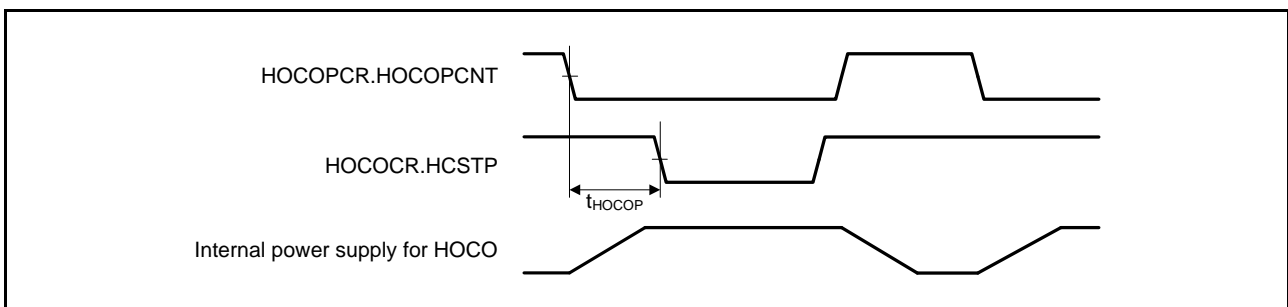 HOCOPCR.HOCOPCNT
HOCOCR.HCSTP
tHOCOP
Internal power supply for HOCO